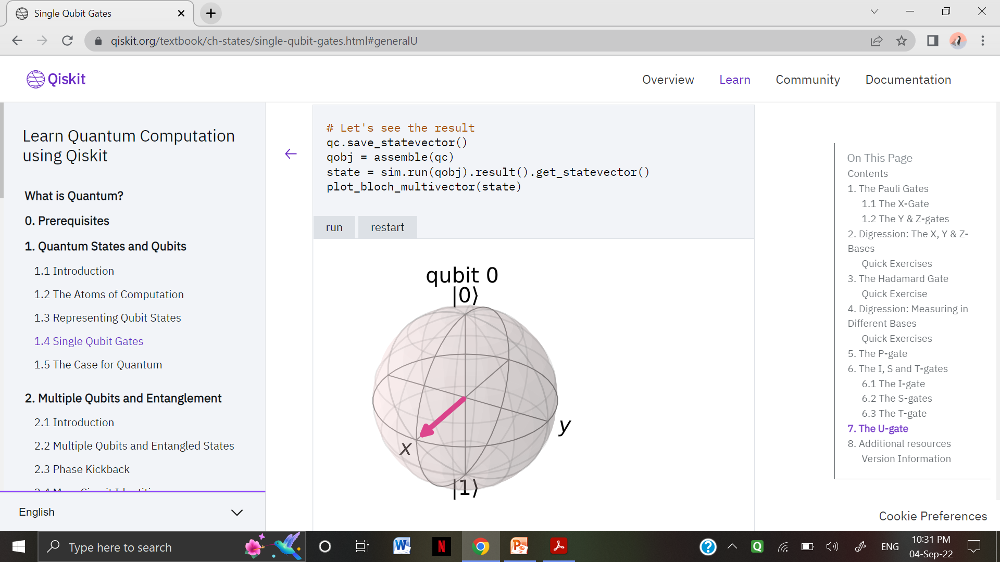 Single Qubit Gates
qiskit.org/textbook/ch-states/single-qubit-gates.html#generalU
Qiskit
Overview
Learn
Community
Documentation
Learn Quantum Computation
using Qiskit
What is Quantum?
0. Prerequisites
1. Quantum States and Qubits
1.1 Introduction
1.2 The Atoms of Computation
1.3 Representing Qubit States
1.4 Single Qubit Gates
1.5 The Case for Quantum
2. Multiple Qubits and Entanglement
2.1 Introduction
2.2 Multiple Qubits and Entangled States
2.3 Phase Kickback
English
# Let's see the result
qc.save_statevector()
qobj = assemble(qc)
state = sim.run(qobj).result().get_statevector()
plot_bloch_multivector(state)
run
restart
qubit 0
|0⟩
y
x
|1⟩
On This Page
Contents
1. The Pauli Gates
1.1 The X-Gate
1.2 The Y & Z-gates
2. Digression: The X, Y & Z-
Bases
Quick Exercises
3. The Hadamard Gate
Quick Exercise
4. Digression: Measuring in
Different Bases
Quick Exercises
5. The P-gate
6. The I, S and T-gates
6.1 The I-gate
6.2 The S-gates
6.3 The T-gate
7. The U-gate
8. Additional resources
Version Information
Cookie Preferences
Type here to search
ENG
10:31 PM
04-Sep-22